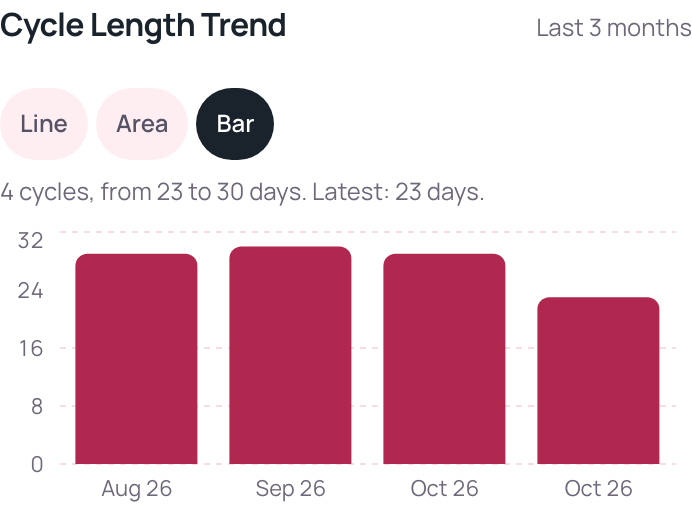 Cycle Length Trend
Last 3 months
Line
Area
Bar
4 cycles, from 23 to 30 days. Latest: 23 days.
32
24
16
8
0
Aug 26
Sep 26
Oct 26
Oct 26